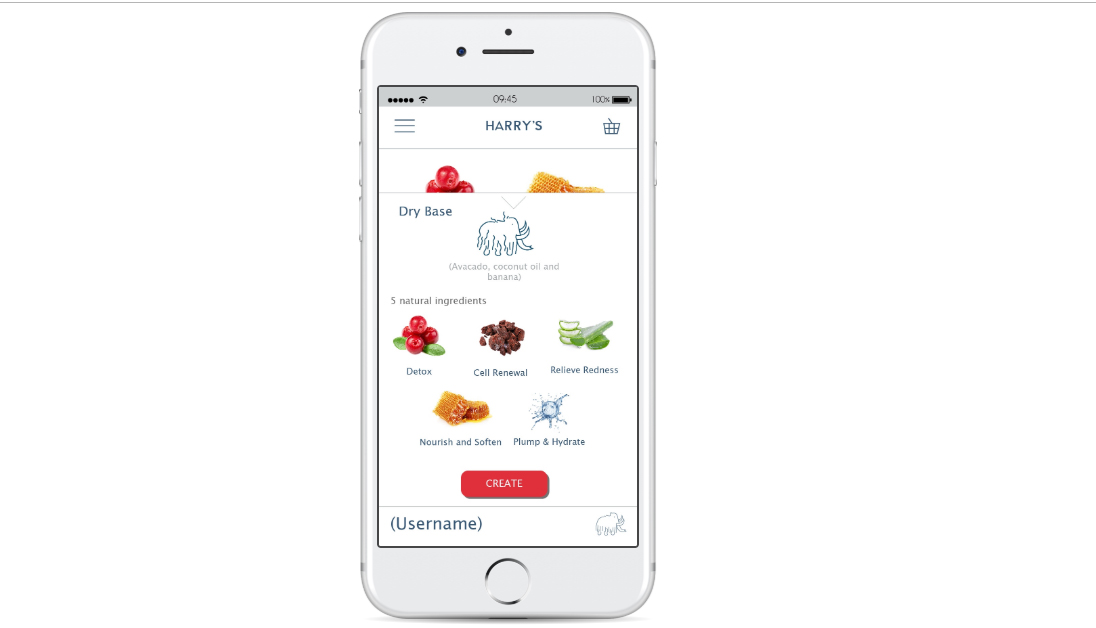 09:45 100%
HARRY'S
Dry Base
(Avacado, coconut oil and
banana)
5 natural ingredients
Detox Cell Renewal Relieve Redness
Nourish and Soften Plump & Hydrate
CREATE
(Username)